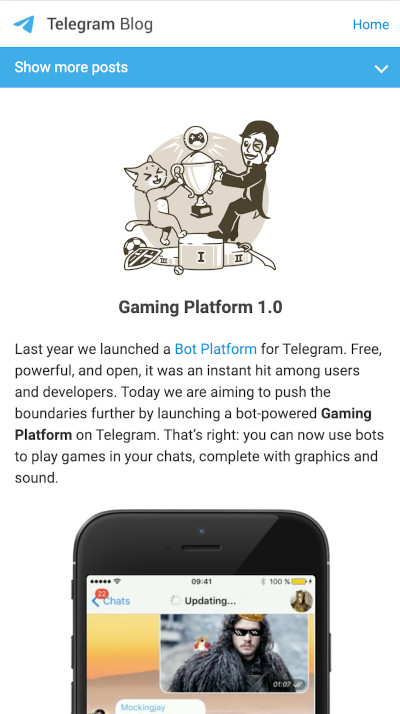 Telegram Blog
Home
Show more posts
I
II
Gaming Platform 1.0
Last year we launched a Bot Platform for Telegram. Free,
powerful, and open, it was an instant hit among users
and developers. Today we are aiming to push the
boundaries further by launching a bot-powered Gaming
Platform on Telegram. That’s right: you can now use bots
to play games in your chats, complete with graphics and
sound.
09:41
100 %
22
Chats
Updating...
01:07
Mockingjay